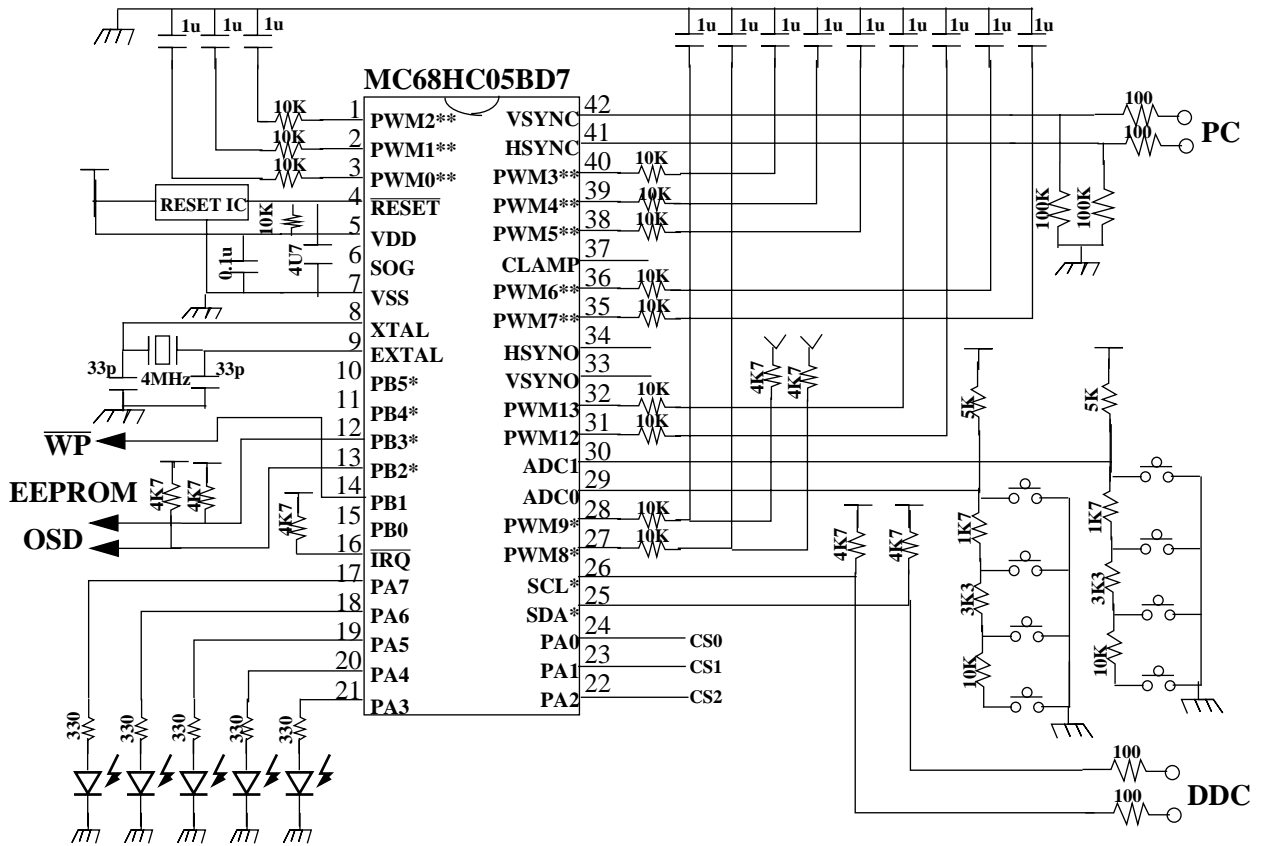 1u 1u 1u 1u 1u 1u 1u 1u 1u 1u 1u 1u
MC68HC05BD7
10K 1 PWM2** VSYNC 42 100
10K 2 PWM1** HSYNC 41 100 PC
10K 3 PWM0** PWM3** 40 10K
RESET IC 4 RESET PWM4** 39 10K
10K 5 VDD PWM5** 38 10K 100K 100K
0.1u 4U7 6 SOG CLAMP 37
7 VSS PWM6** 36 10K
8 XTAL PWM7** 35 10K
33p 4MHz 33p 9 EXTAL HSYNO 34
10 PB5* VSYNO 33 4K7 4K7
11 PB4* PWM13 32 10K 5K 5K
WP 12 PB3* PWM12 31 10K
13 PB2* ADC1 30
EEPROM 4K7 4K7 14 PB1 ADC0 29
OSD 4K7 15 PB0 PWM9* 28 10K 4K7 4K7 1K7 1K7
16 IRQ PWM8* 27 10K
17 PA7 SCL* 26 3K3 3K3
18 PA6 SDA* 25
19 PA5 PA0 24 CS0
20 PA4 PA1 23 CS1 10K 10K
21 PA3 PA2 22 CS2
330 330 330 330 330
100
100 DDC